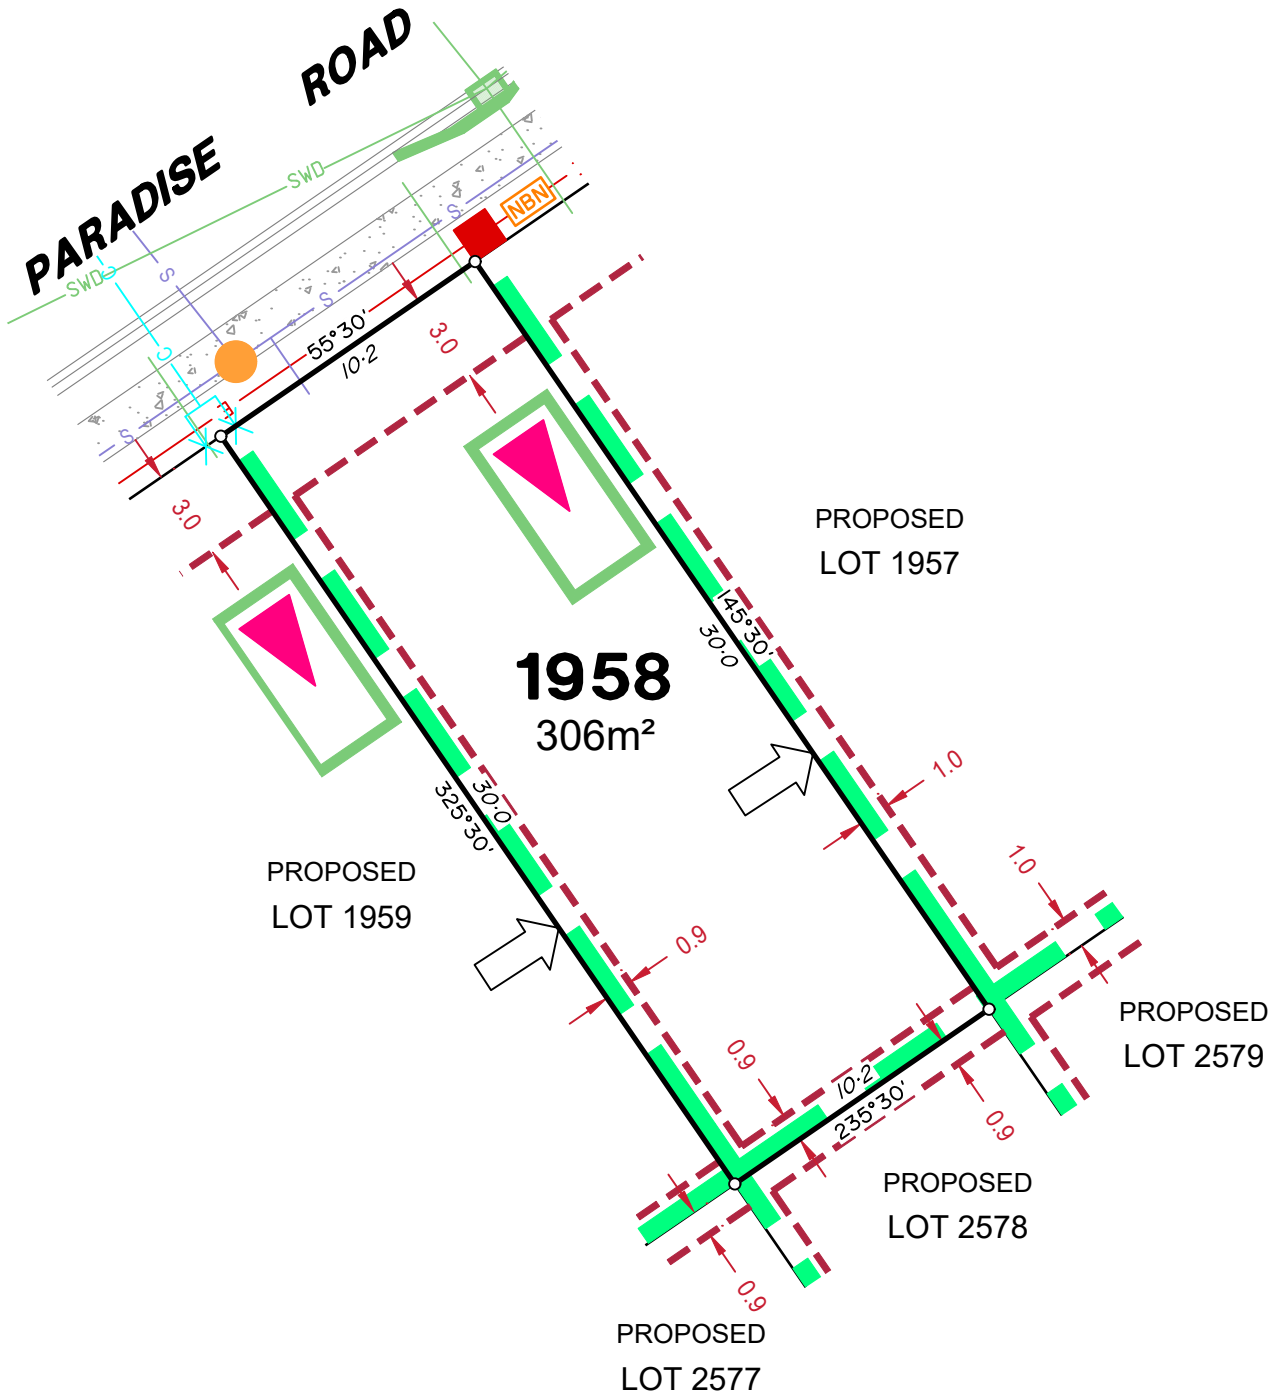 PARADISE ROAD
SWD
SWD
S
S
S
S
NBN
55°30'
10·2
3.0
3.0
PROPOSED
LOT 1957
145°30'
30·0
1958
306m²
30·0
325°30'
1.0
PROPOSED
LOT 1959
1.0
0.9
PROPOSED
LOT 2579
0.9
10·2
235°30'
0.9
PROPOSED
LOT 2578
0.9
PROPOSED
LOT 2577